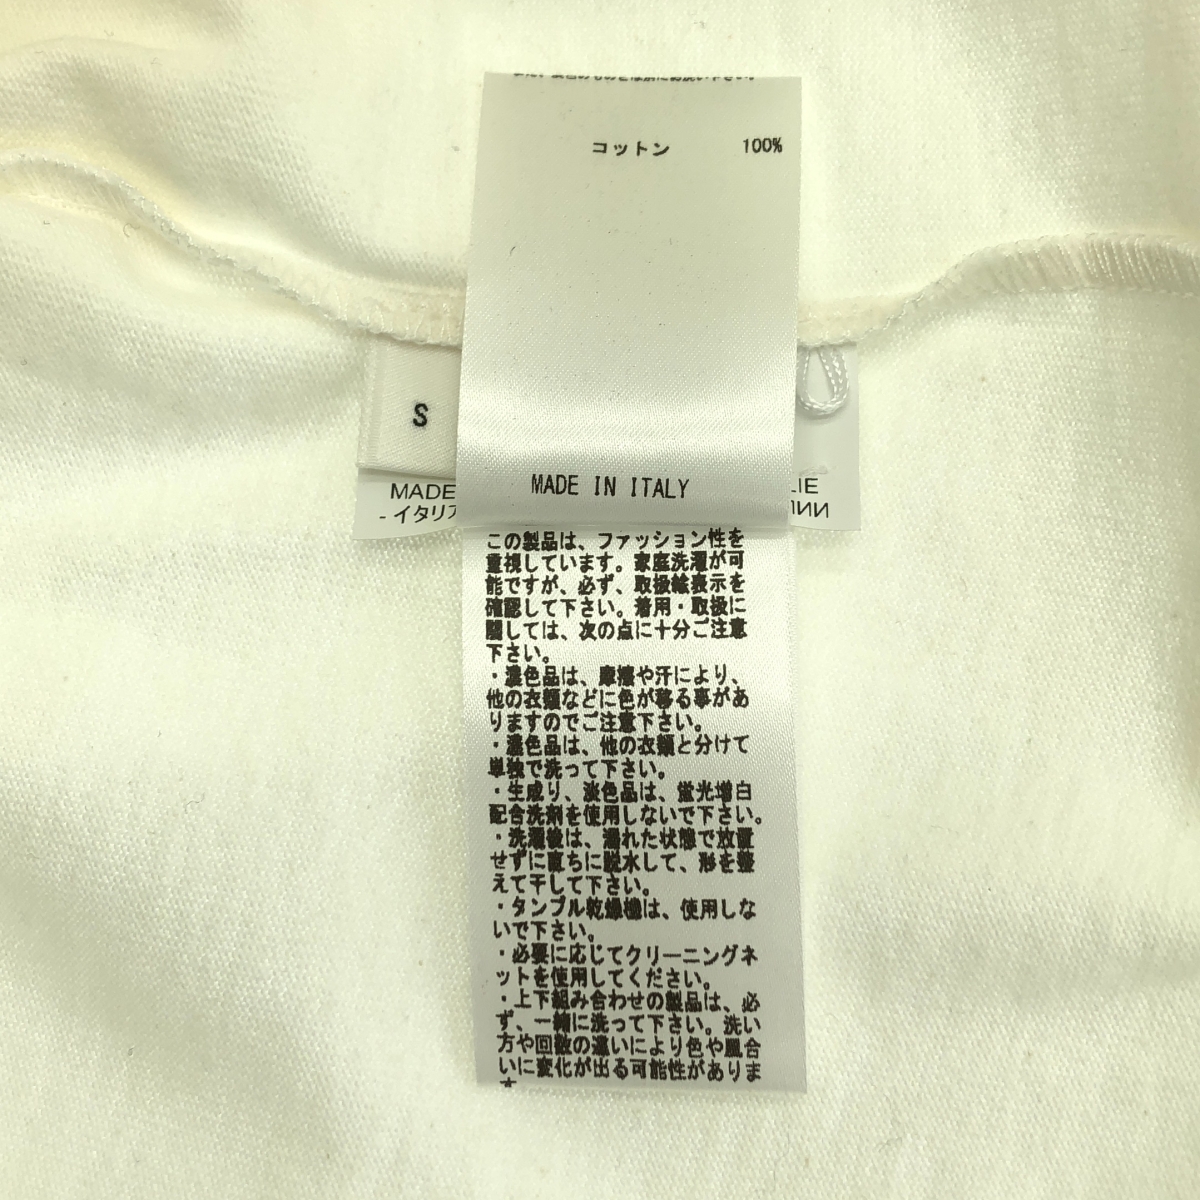 コットン 100%
S
MADE IN ITALY
MADE
LIE
- イタリア
この製品は、ファッション性を
重視しています。家庭洗濯が可
能ですが、必ず、取扱絵表示を
確認して下さい。着用・取扱に
関しては、次の点に十分ご注意
下さい。
・濃色品は、摩擦や汗により、
他の衣類などに色が移る事があ
りますのでご注意下さい。
・濃色品は、他の衣類と分けて
単独で洗って下さい。
・生成り、淡色品は、蛍光増白
配合洗剤を使用しないで下さい。
・洗濯後は、濡れた状態で放置
せずに直ちに脱水して、形を整
えて干して下さい。
・タンブル乾燥機は、使用しな
いで下さい。
・必要に応じてクリーニングネ
ットを使用してください。
・上下組み合わせの製品は、必
ず、一緒に洗って下さい。洗い
方や回数の違いにより色や風合
いに変化が出る可能性がありま